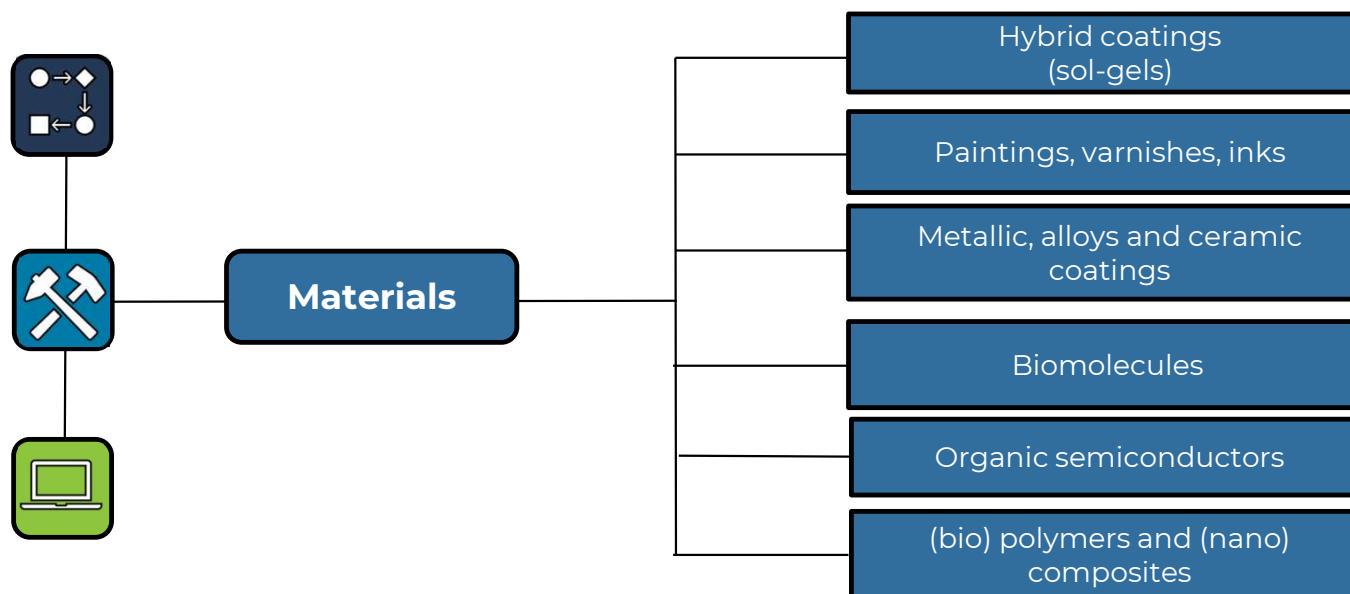 Hybrid coatings
(sol-gels)
Paintings, varnishes, inks
Metallic, alloys and ceramic
coatings
Materials
Biomolecules
Organic semiconductors
(bio) polymers and (nano)
composites